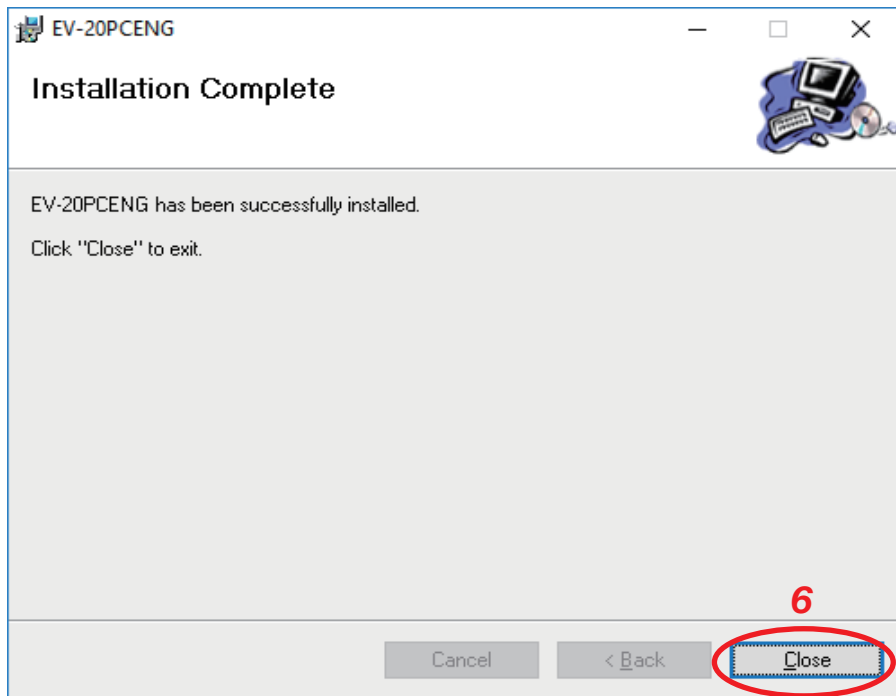 EV-20PCENG
Installation Complete
EV-20PCENG has been successfully installed.
Click "Close" to exit.
6
Cancel
< Back
Close